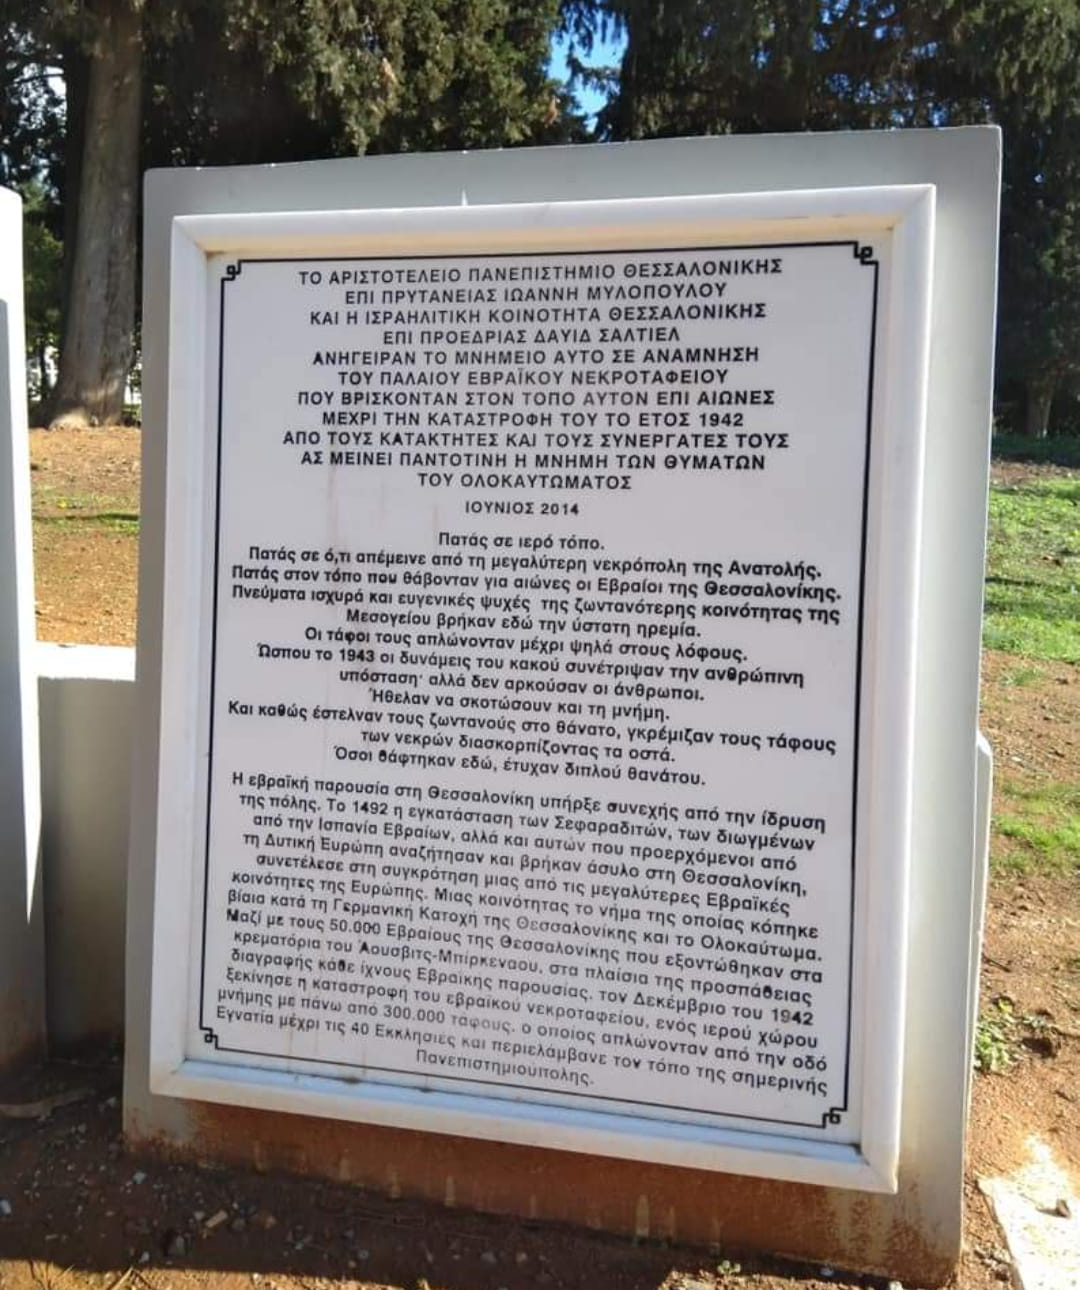 ΤΟ ΑΡΙΣΤΟΤΕΛΕΙΟ ΠΑΝΕΠΙΣΤΗΜΙΟ ΘΕΣΣΑΛΟΝΙΚΗΣ
ΕΠΙ ΠΡΥΤΑΝΕΙΑΣ ΙΩΑΝΝΗ ΜΥΛΟΠΟΥΛΟΥ
ΚΑΙ Η ΙΣΡΑΗΛΙΤΙΚΗ ΚΟΙΝΟΤΗΤΑ ΘΕΣΣΑΛΟΝΙΚΗΣ
ΕΠΙ ΠΡΟΕΔΡΙΑΣ ΔΑΥΙΔ ΣΑΛΤΙΕΛ
ΑΝΗΓΕΙΡΑΝ ΤΟ ΜΝΗΜΕΙΟ ΑΥΤΟ ΣΕ ΑΝΑΜΝΗΣΗ
ΤΟΥ ΠΑΛΑΙΟΥ ΕΒΡΑΪΚΟΥ ΝΕΚΡΟΤΑΦΕΙΟΥ
ΠΟΥ ΒΡΙΣΚΟΝΤΑΝ ΣΤΟΝ ΤΟΠΟ ΑΥΤΟΝ ΕΠΙ ΑΙΩΝΕΣ
ΜΕΧΡΙ ΤΗΝ ΚΑΤΑΣΤΡΟΦΗ ΤΟΥ ΤΟ ΕΤΟΣ 1942
ΑΠΟ ΤΟΥΣ ΚΑΤΑΚΤΗΤΕΣ ΚΑΙ ΤΟΥΣ ΣΥΝΕΡΓΑΤΕΣ ΤΟΥΣ
ΑΣ ΜΕΙΝΕΙ ΠΑΝΤΟΤΙΝΗ Η ΜΝΗΜΗ ΤΩΝ ΘΥΜΑΤΩΝ
ΤΟΥ ΟΛΟΚΑΥΤΩΜΑΤΟΣ
ΙΟΥΝΙΟΣ 2014
Πατάς σε ιερό τόπο.
Πατάς σε ό,τι απέμεινε από τη μεγαλύτερη νεκρόπολη της Ανατολής.
Πατάς στον τόπο που θάβονταν για αιώνες οι Εβραίοι της Θεσσαλονίκης.
Πνεύματα ισχυρά και ευγενικές ψυχές της ζωντανότερης κοινότητας της
Μεσογείου βρήκαν εδώ την ύστατη ηρεμία.
Οι τάφοι τους απλώνονταν μέχρι ψηλά στους λόφους.
Ώσπου το 1943 οι δυνάμεις του κακού συνέτριψαν την ανθρώπινη
υπόσταση· αλλά δεν αρκούσαν οι άνθρωποι.
Ήθελαν να σκοτώσουν και τη μνήμη.
Και καθώς έστελναν τους ζωντανούς στο θάνατο, γκρέμιζαν τους τάφους
των νεκρών διασκορπίζοντας τα οστά.
Όσοι θάφτηκαν εδώ, έτυχαν διπλού θανάτου.
Η εβραϊκή παρουσία στη Θεσσαλονίκη υπήρξε συνεχής από την ίδρυση
της πόλης. Το 1492 η εγκατάσταση των Σεφαραδιτών, των διωγμένων
από την Ισπανία Εβραίων, αλλά και αυτών που προερχόμενοι από
τη Δυτική Ευρώπη αναζήτησαν και βρήκαν άσυλο στη Θεσσαλονίκη,
συνετέλεσε στη συγκρότηση μιας από τις μεγαλύτερες Εβραϊκές
κοινότητες της Ευρώπης. Μιας κοινότητας το νήμα της οποίας κόπηκε
βίαια κατά τη Γερμανική Κατοχή της Θεσσαλονίκης και το Ολοκαύτωμα.
Μαζί με τους 50.000 Εβραίους της Θεσσαλονίκης που εξοντώθηκαν στα
κρεματόρια του Άουσβιτς-Μπίρκεναου, στα πλαίσια της προσπάθειας
διαγραφής κάθε ίχνους Εβραϊκής παρουσίας, τον Δεκέμβριο του 1942
ξεκίνησε η καταστροφή του εβραϊκού νεκροταφείου, ενός ιερού χώρου
μνήμης με πάνω από 300.000 τάφους, ο οποίος απλώνονταν από την οδό
Εγνατία μέχρι τις 40 Εκκλησιές και περιελάμβανε τον τόπο της σημερινής
Πανεπιστημιούπολης.